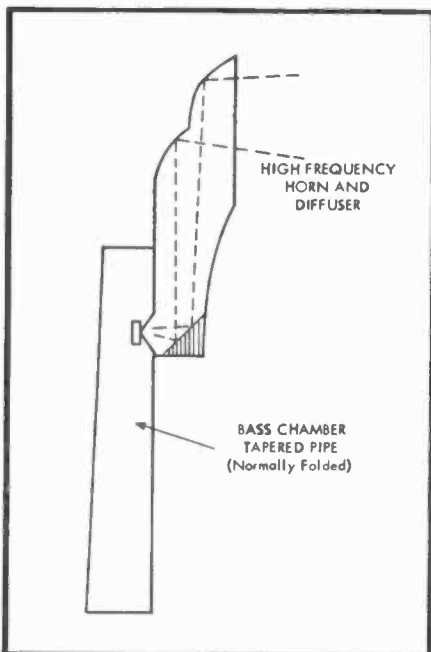 HIGH FREQUENCY
HORN AND
DIFFUSER
BASS CHAMBER
TAPERED PIPE
(Normally Folded)